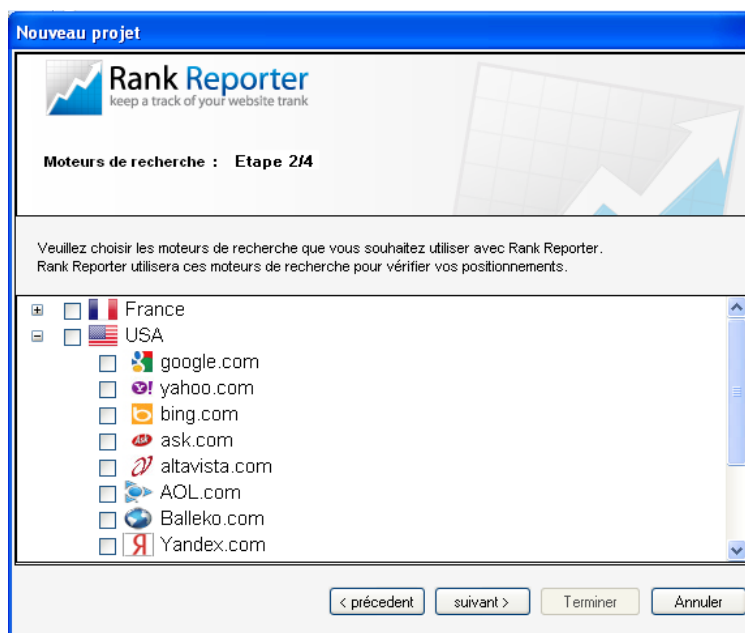 Nouveau projet
Rank Reporter
keep a track of your website trank
Moteurs de recherche : Etape 2/4
Veuillez choisir les moteurs de recherche que vous souhaitez utiliser avec Rank Reporter.
Rank Reporter utilisera ces moteurs de recherche pour vérifier vos positionnements.
France
USA
google.com
Y! yahoo.com
b bing.com
Ask ask.com
altavista.com
AOL.com
Balleko.com
Я Yandex.com
< précedent suivant > Terminer Annuler